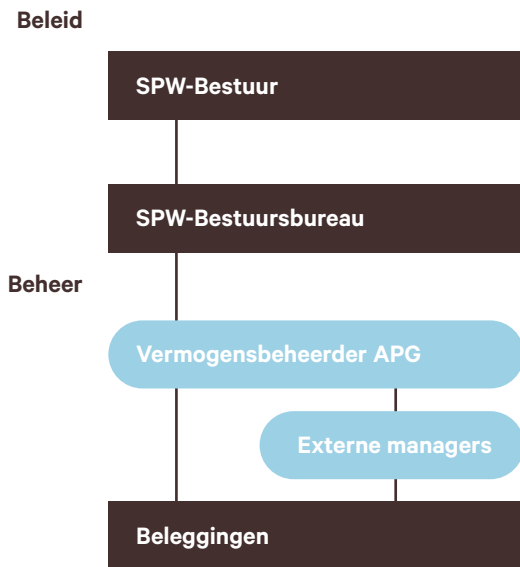 Beleid
SPW-Bestuur
SPW-Bestuursbureau
Beheer
Vermogensbeheerder APG
Externe managers
Beleggingen